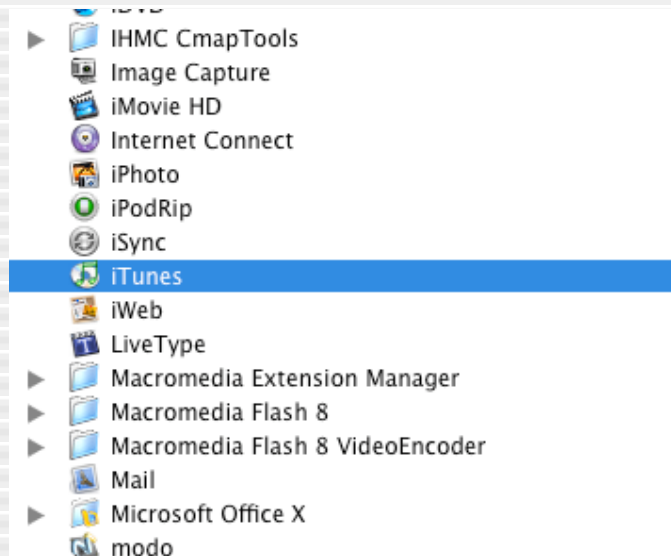 iDVD
IHMC CmapTools
Image Capture
iMovie HD
Internet Connect
iPhoto
iPodRip
iSync
iTunes
iWeb
LiveType
Macromedia Extension Manager
Macromedia Flash 8
Macromedia Flash 8 VideoEncoder
Mail
Microsoft Office X
modo